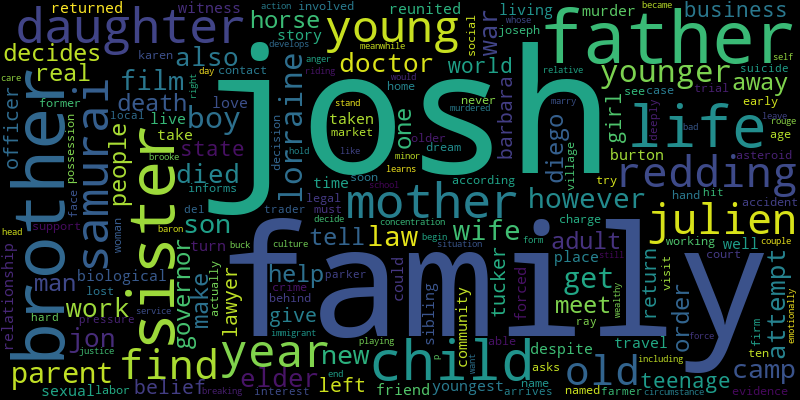 josh
family
father
brother
sister
daughter
young
life
mother
child
samurai
julien
redding
old
find
year
parent
younger
horse
doctor
lorraine
boy
film
death
died
son
law
wife
adult
get
meet
however
world
war
away
business
girl
diego
barbara
burton
one
tell
help
give
new
elder
belief
left
camp
teenage
attempt
order
return
travel
despite
tucker
community
sibling
friend
youngest
lawyer
governor
make
work
man
jon
people
real
decides
also
state
officer
relationship
biological
returned
witness
action
involved
karen
reunited
living
story
murder
joseph
social
whose
became
develops
meanwhile
self
anger
riding
contact
day
care
former
local
live
love
suicide
relative
would
home
never
see
case
trial
early
deeply
rouge
age
marry
bad
leave
possession
take
right
stand
taken
market
older
dream
like
murdered
village
asteroid
brooke
decision
hold
minor
learns
according
try
hit
accident
hand
time
soon
informs
trader
legal
must
school
decide
concentration
charge
working
well
court
couple
visit
place
turn
del
face
support
woman
head
baron
buck
culture
begin
situation
form
still
actually
parker
could
forced
ray
wealthy
firm
ten
emotionally
lost
crime
behind
able
immigrant
playing
p
want
asks
arrives
name
named
farmer
force
including
circumstance
evidence
hard
pressure
justice
service
sexual
labor
breaking
interest
end